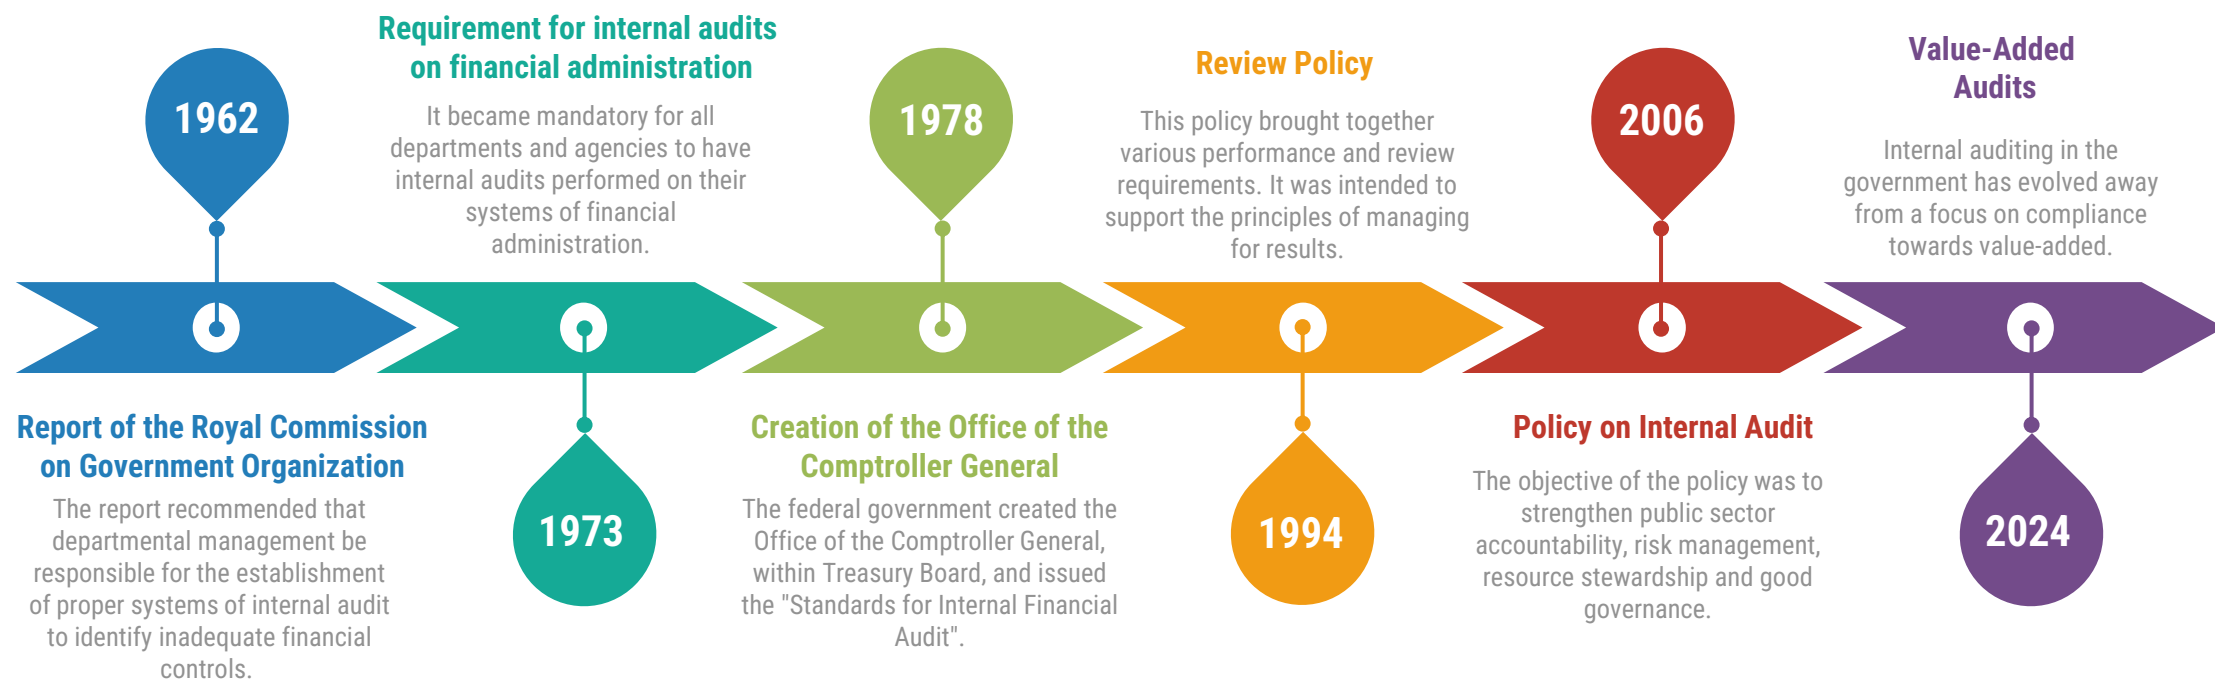 1962
Report of the Royal Commission
on Government Organization
The report recommended that
departmental management be
responsible for the establishment
of proper systems of internal audit
to identify inadequate financial
controls.
Requirement for internal audits
on financial administration
It became mandatory for all
departments and agencies to have
internal audits performed on their
systems of financial
administration.
1973
1978
Creation of the Office of the
Comptroller General
The federal government created the
Office of the Comptroller General,
within Treasury Board, and issued
the "Standards for Internal Financial
Audit".
Review Policy
This policy brought together
various performance and review
requirements. It was intended to
support the principles of managing
for results.
1994
2006
Policy on Internal Audit
The objective of the policy was to
strengthen public sector
accountability, risk management,
resource stewardship and good
governance.
Value-Added
Audits
Internal auditing in the
government has evolved away
from a focus on compliance
towards value-added.
2024